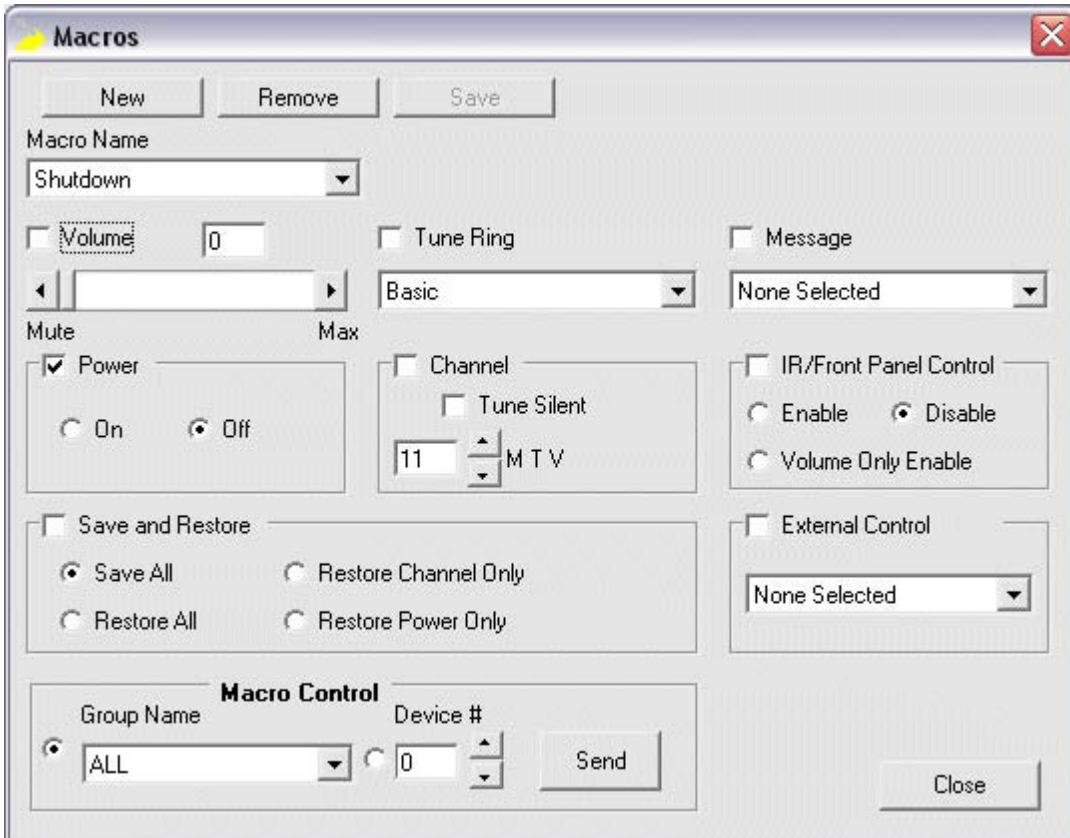 Macros
New Remove Save
Macro Name
Shutdown
Volume 0 Tune Ring Message
Basic None Selected
Mute Max
Power Channel IR/Front Panel Control
Tune Silent Enable Disable
On Off
11 M T V Volume Only Enable
Save and Restore External Control
Save All Restore Channel Only
None Selected
Restore All Restore Power Only
Macro Control
Group Name Device #
ALL 0 Send
Close